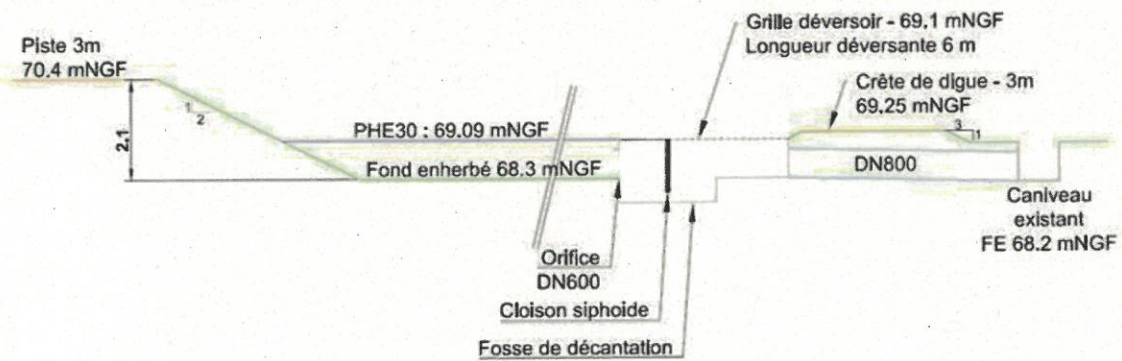 Grille déversoir - 69.1 mNGF
Longueur déversante 6 m
Piste 3m
70.4 mNGF
Crête de digue - 3m
69.25 mNGF
1
2
3
1
2.1
PHE30 : 69.09 mNGF
Fond enherbé 68.3 mNGF
DN800
Caniveau
existant
FE 68.2 mNGF
Orifice
DN600
Cloison siphoide
Fosse de décantation